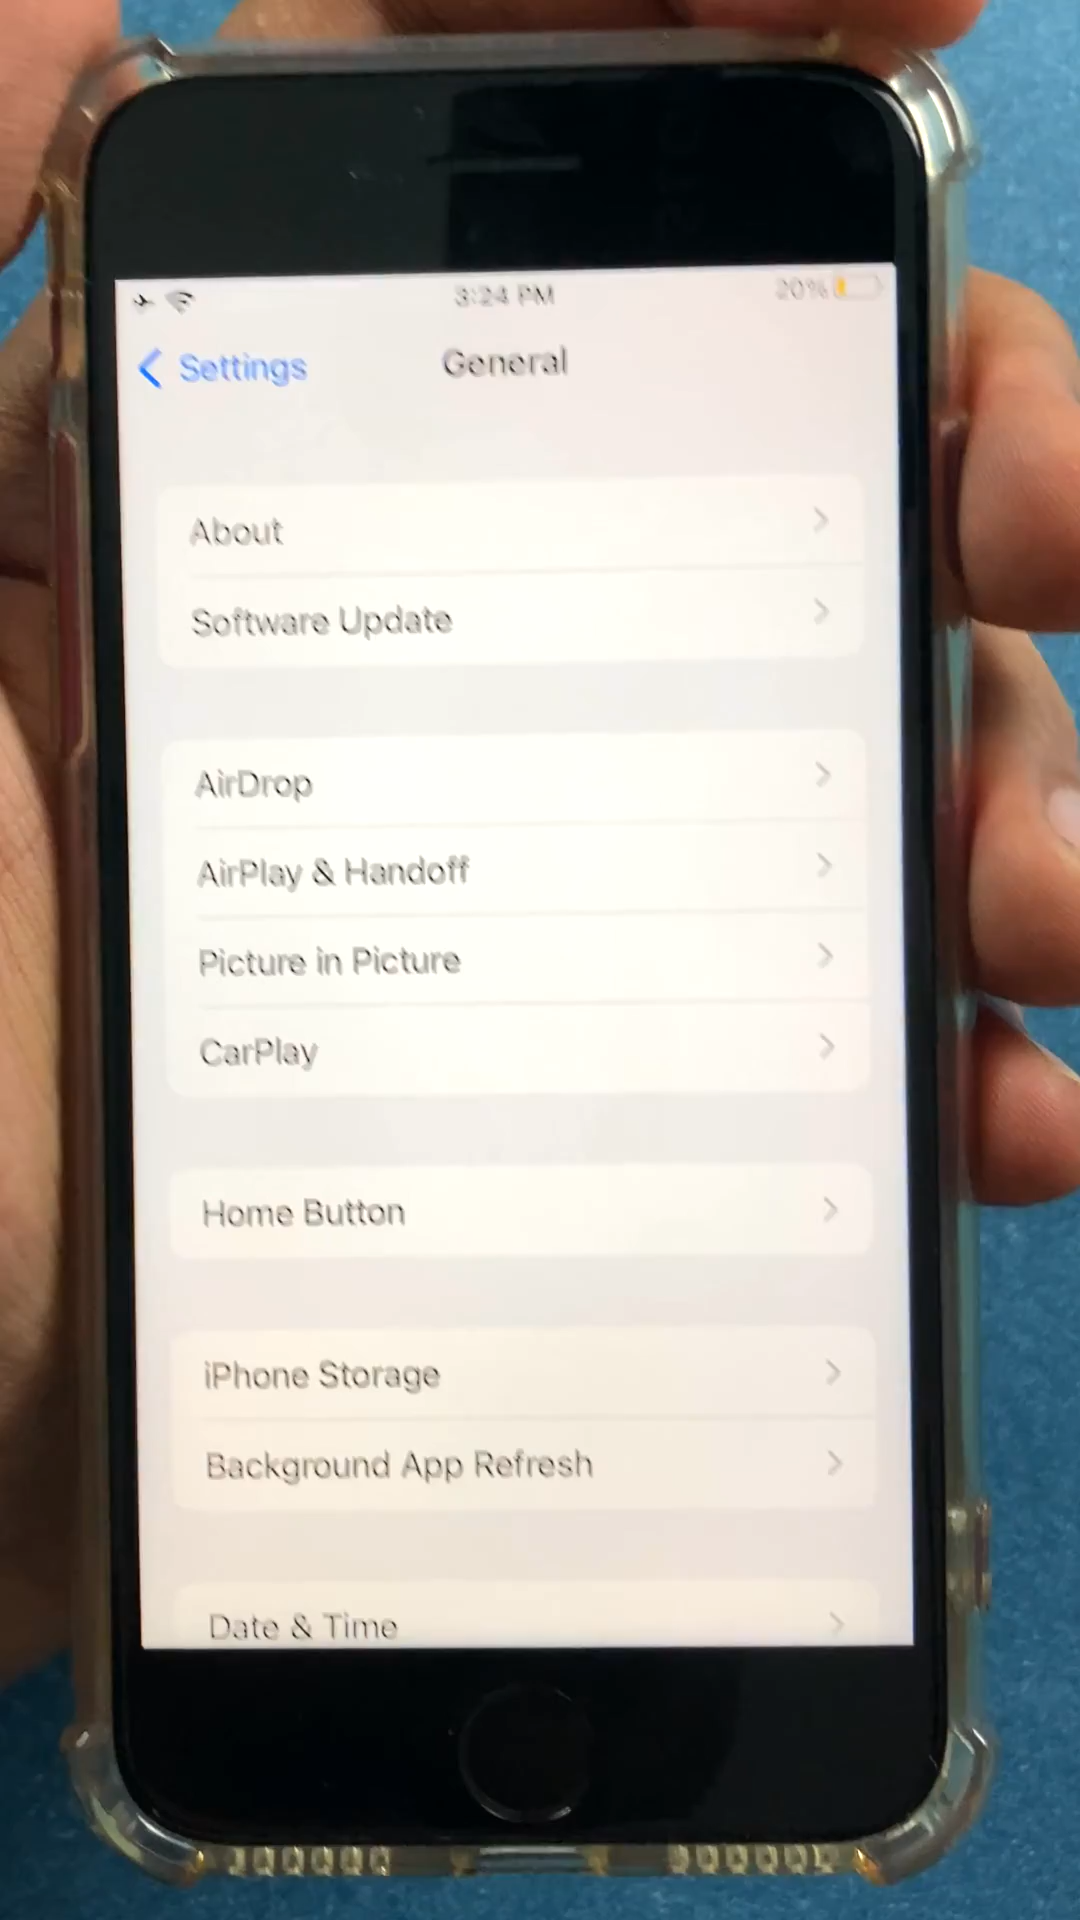 3:24 PM 20%
Settings General
About
Software Update
AirDrop
AirPlay & Handoff
Picture in Picture
CarPlay
Home Button
iPhone Storage
Background App Refresh
Date & Time